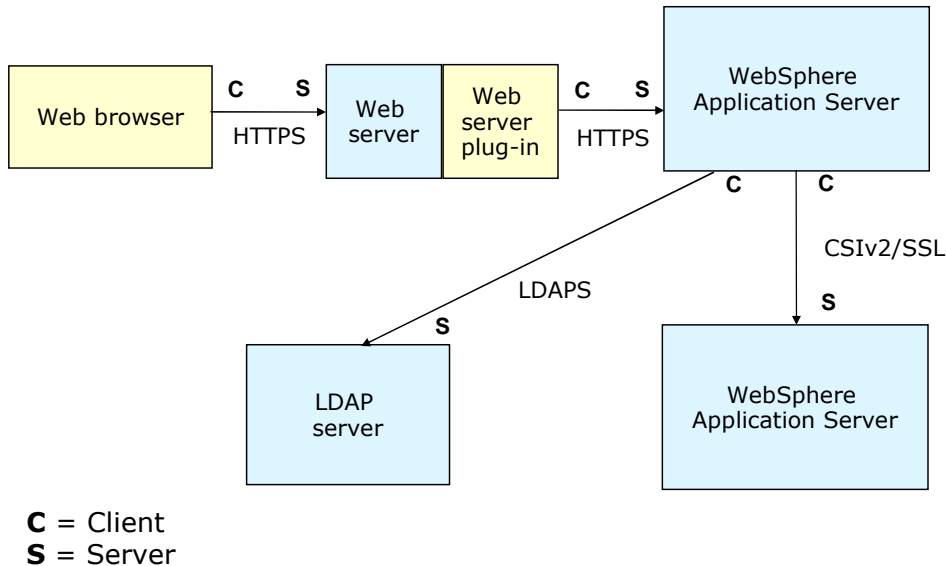 WebSphere
Application Server
Web browser
C
S
HTTPS
Web
server
Web
server
plug-in
C
S
HTTPS
C
C
CSIv2/SSL
LDAPS
S
S
LDAP
server
WebSphere
Application Server
C = Client
S = Server